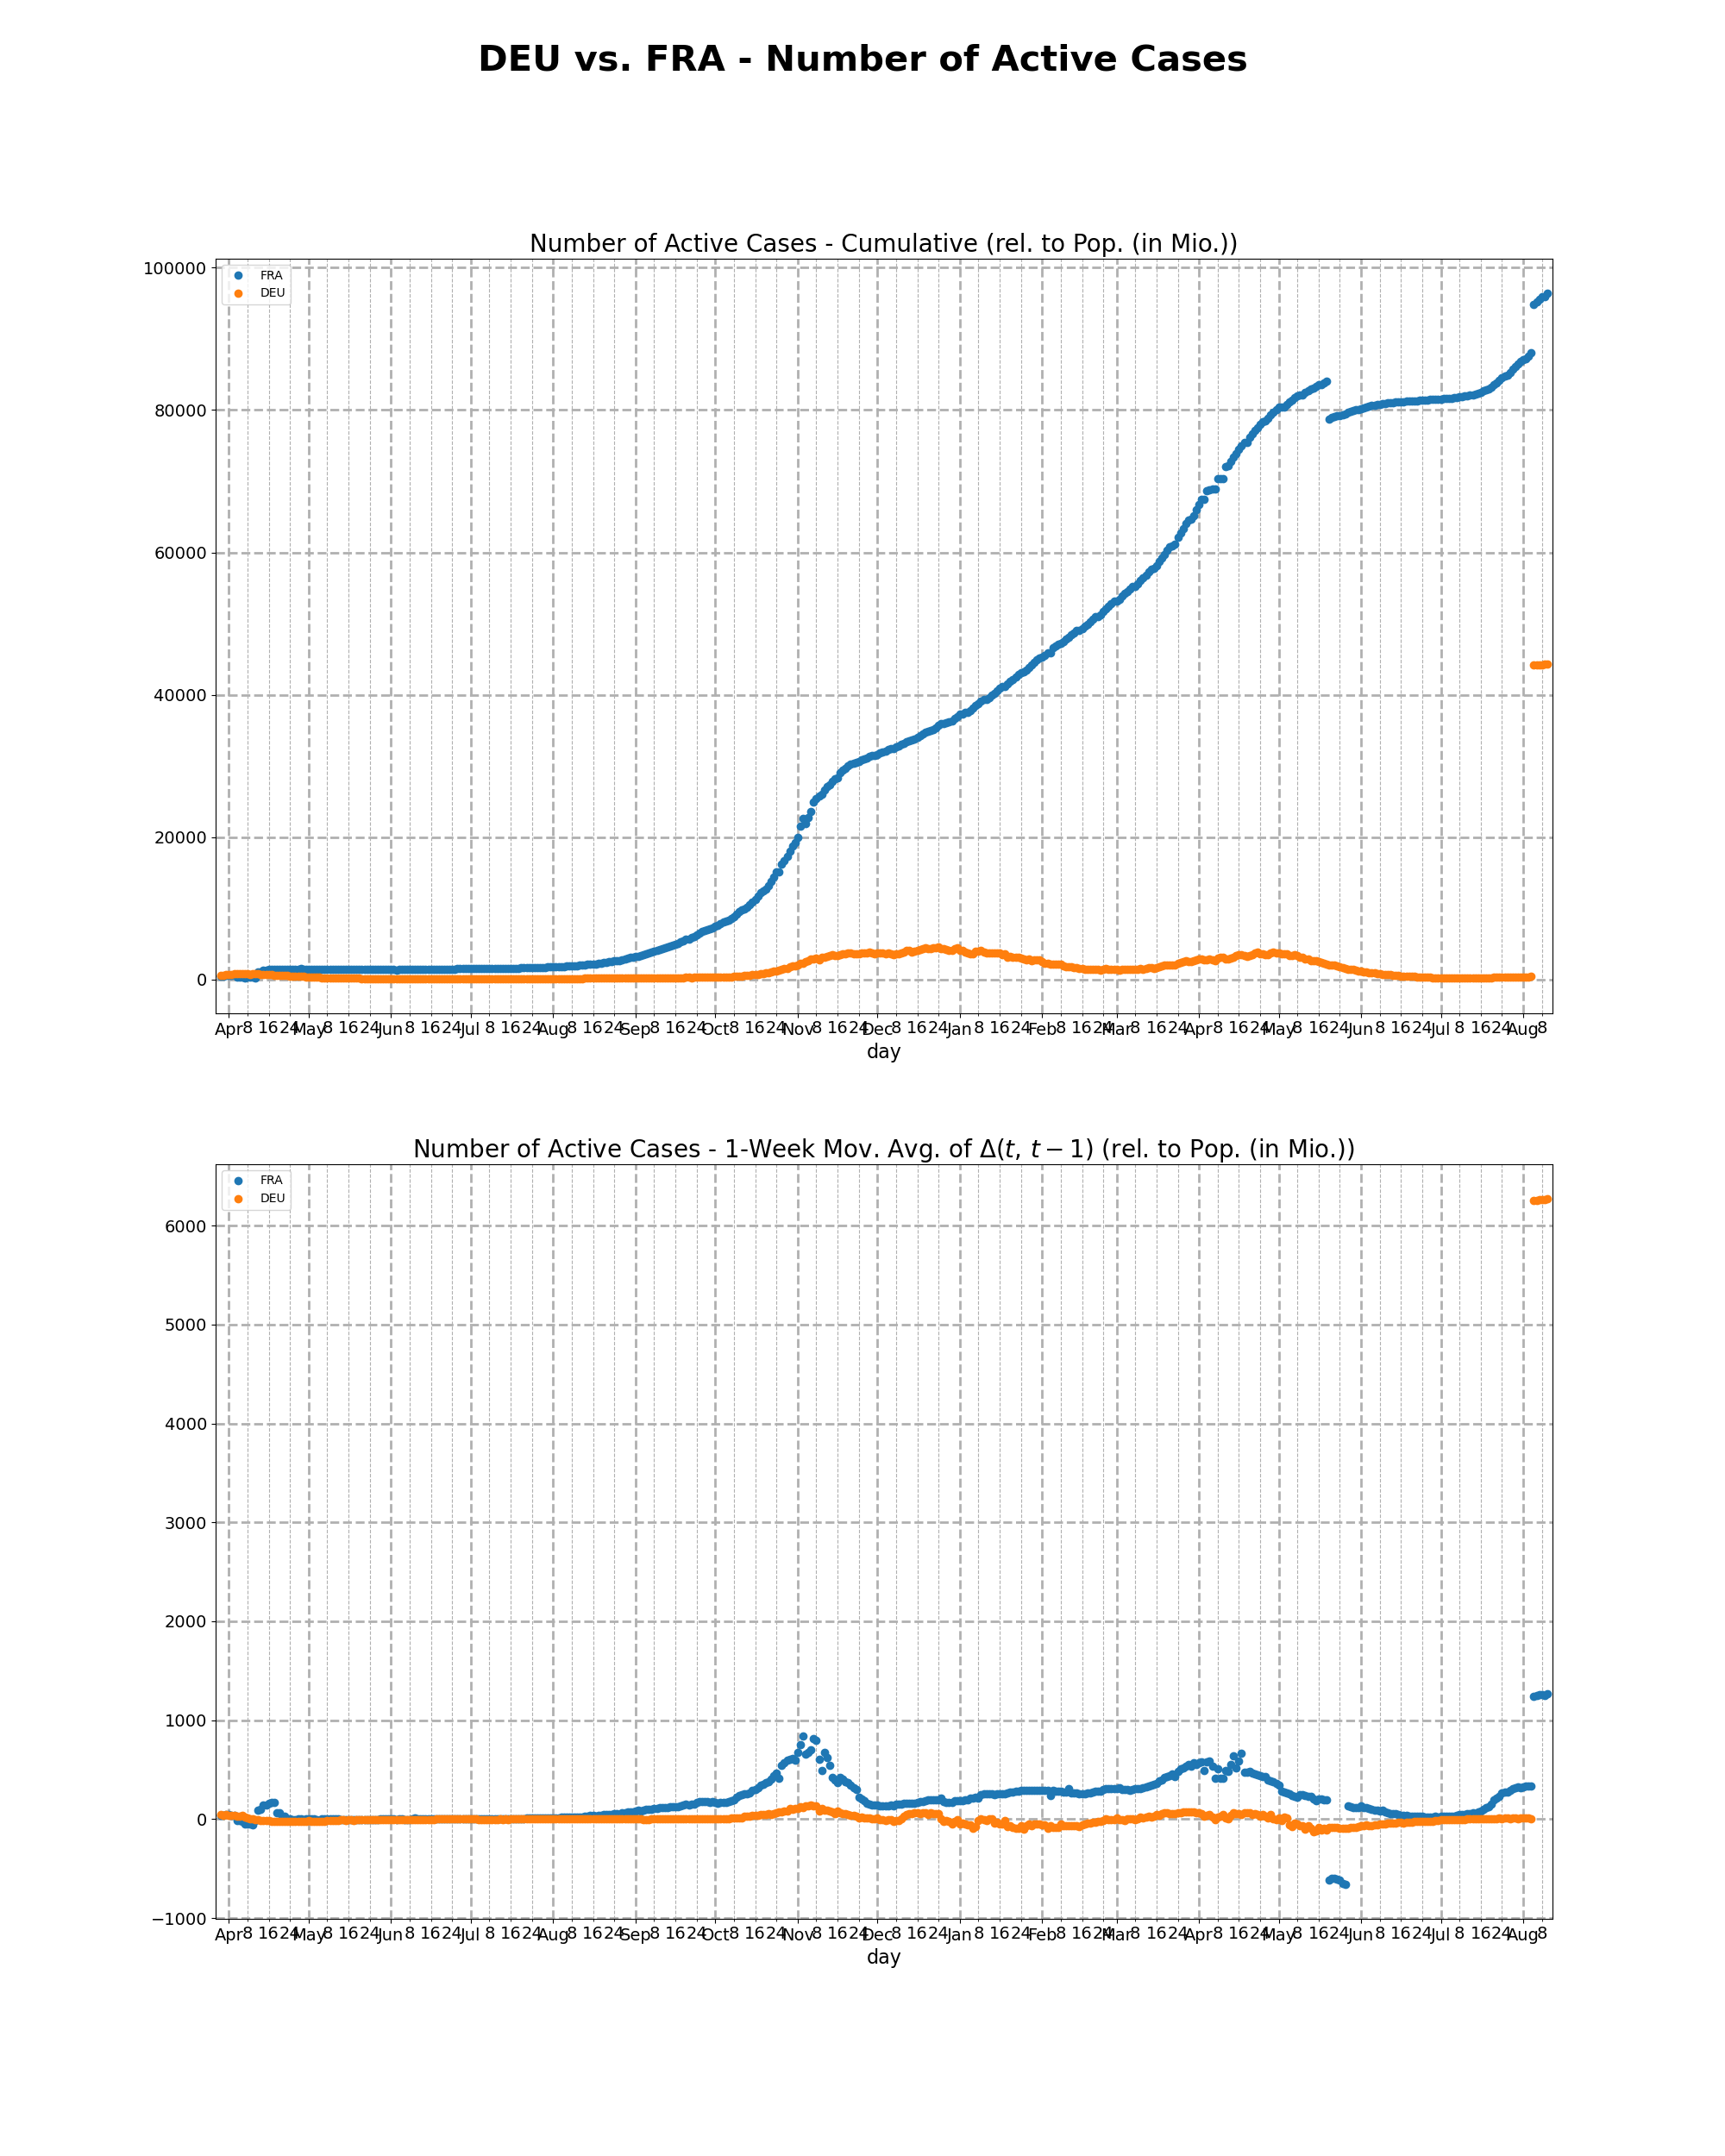 DEU vs. FRA - Number of Active Cases
Number of Active Cases - Cumulative (rel. to Pop. (in Mio.))
FRA
DEU
100000
80000
60000
40000
20000
0
Apr 8 16 24 May 8 16 24 Jun 8 16 24 Jul 8 16 24 Aug 8 16 24 Sep 8 16 24 Oct 8 16 24 Nov 8 16 24 Dec 8 16 24 Jan 8 16 24 Feb 8 16 24 Mar 8 16 24 Apr 8 16 24 May 8 16 24 Jun 8 16 24 Jul 8 16 24 Aug 8
day
Number of Active Cases - 1-Week Mov. Avg. of Δ(t, t − 1) (rel. to Pop. (in Mio.))
FRA
DEU
6000
5000
4000
3000
2000
1000
0
−1000
Apr 8 16 24 May 8 16 24 Jun 8 16 24 Jul 8 16 24 Aug 8 16 24 Sep 8 16 24 Oct 8 16 24 Nov 8 16 24 Dec 8 16 24 Jan 8 16 24 Feb 8 16 24 Mar 8 16 24 Apr 8 16 24 May 8 16 24 Jun 8 16 24 Jul 8 16 24 Aug 8
day